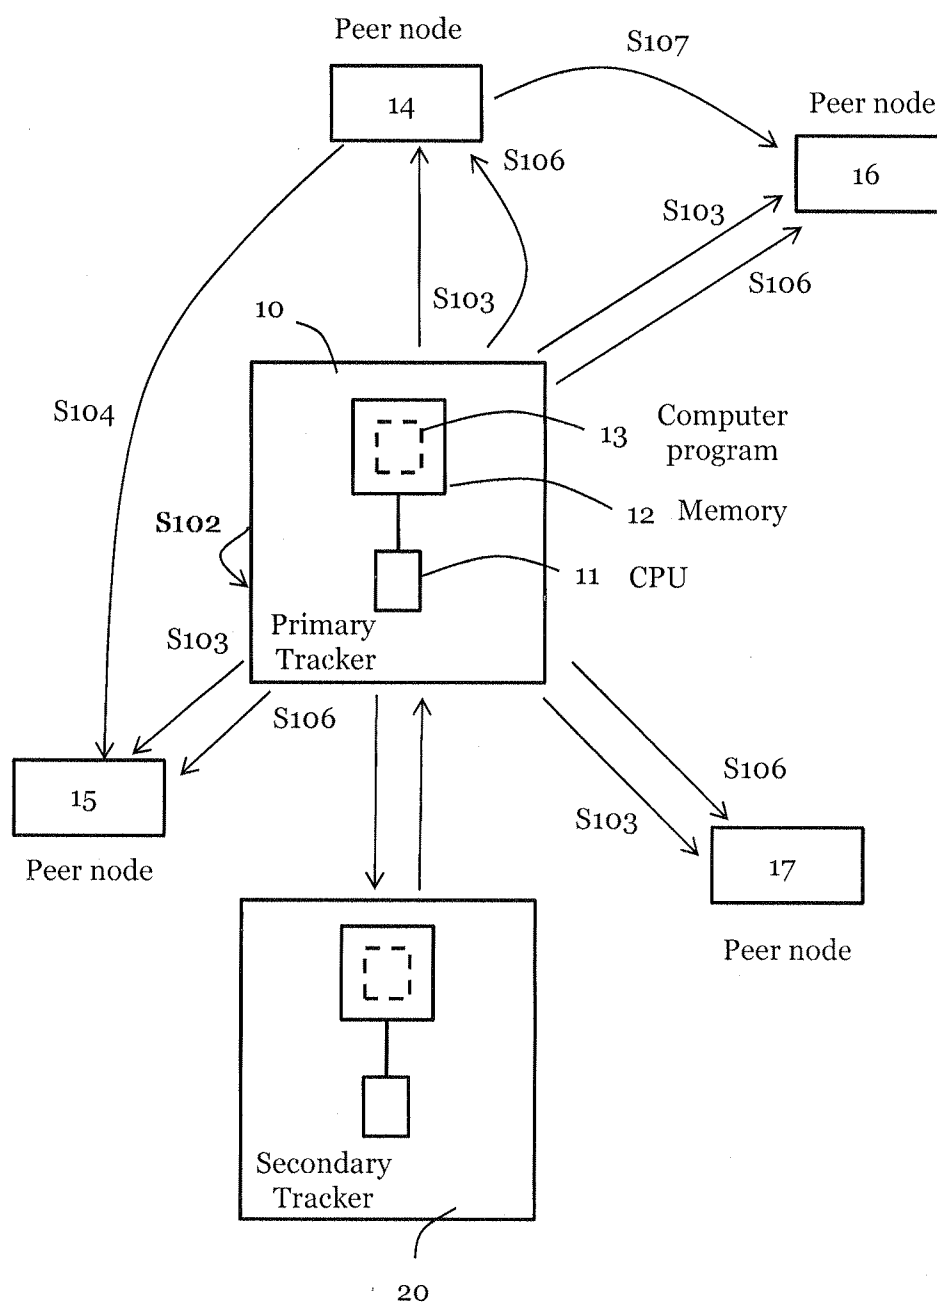 Peer node
14
S107
Peer node
16
S106
S103
S103
S106
10
S104
13 Computer
program
12 Memory
S102
11 CPU
Primary
Tracker
S103
S106
S106
S103
15
Peer node
17
Peer node
Secondary
Tracker
20